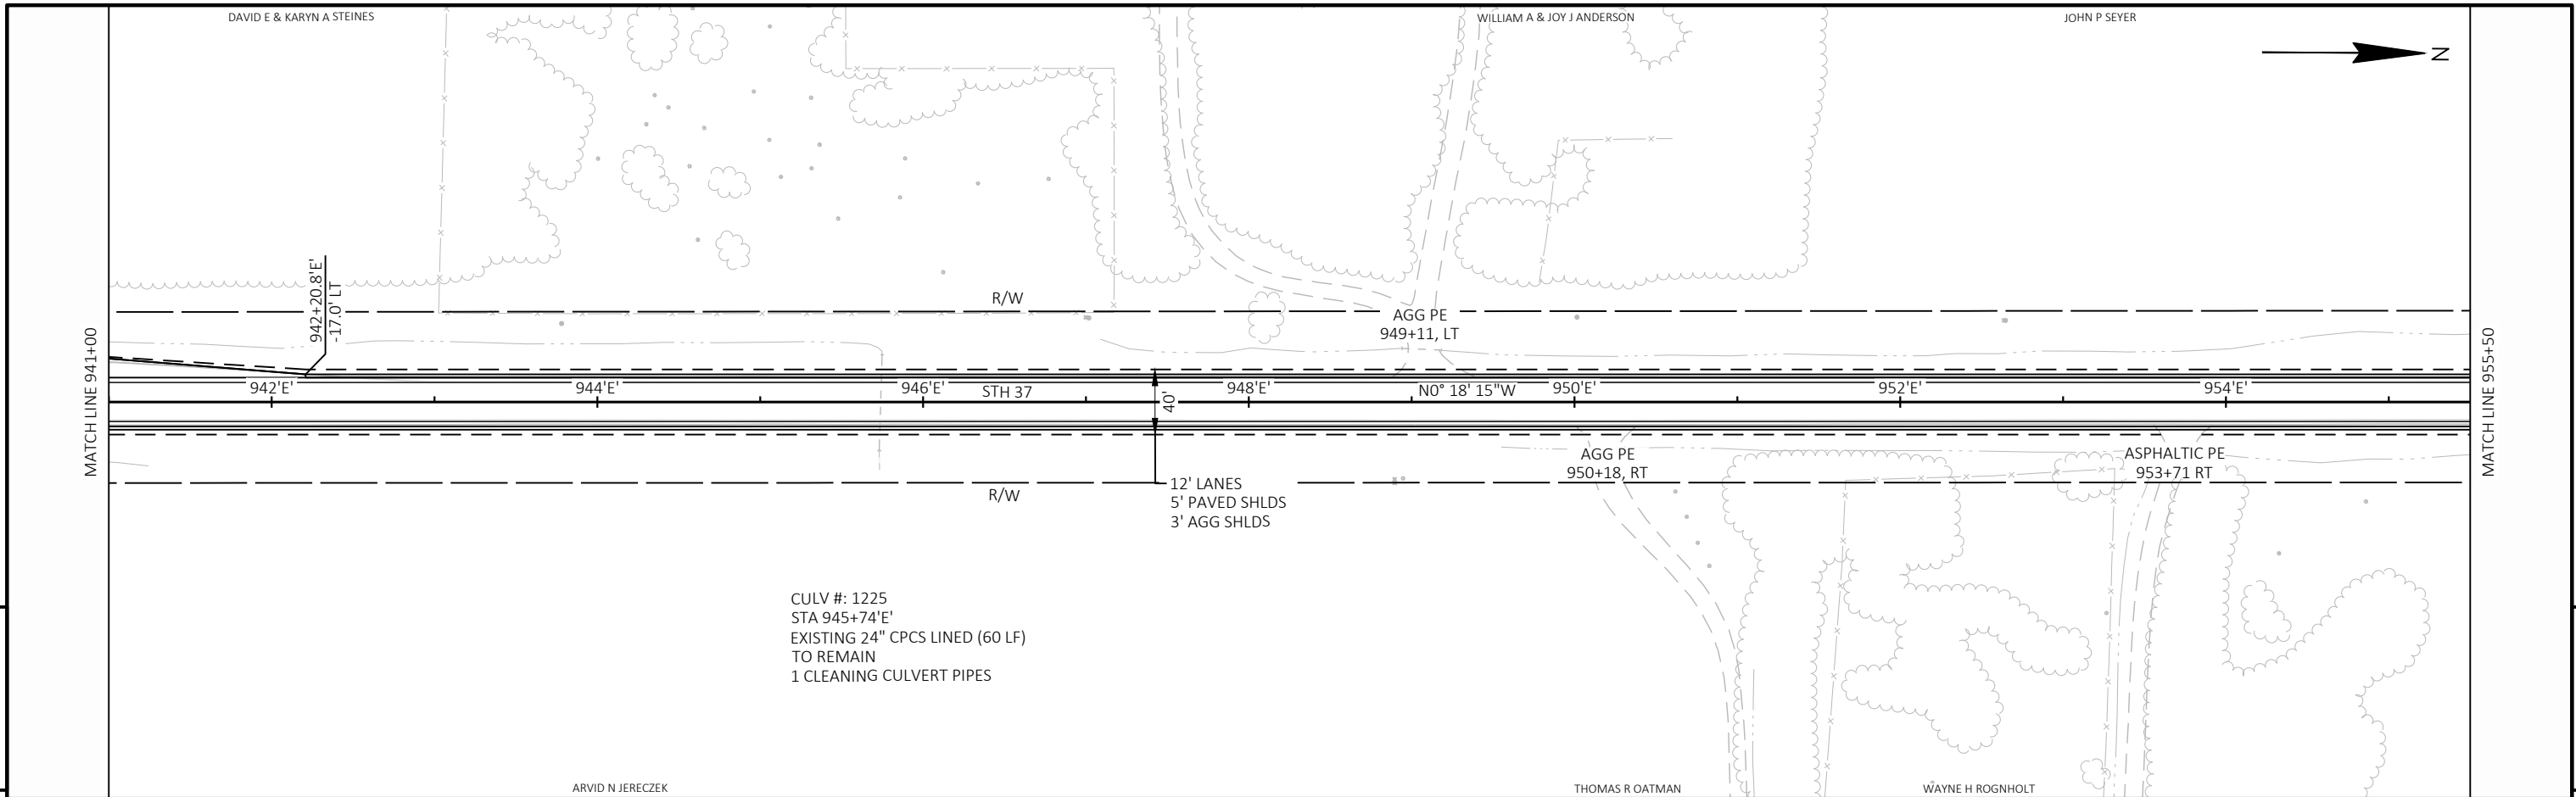 DAVID E & KARYN A STEINES
WILLIAM A & JOY J ANDERSON
JOHN P SEYER
N
942+20.8'E'
-17.0' LT
R/W
AGG PE
949+11, LT
MATCH LINE 941+00
MATCH LINE 955+50
942'E'
944'E'
946'E'
STH 37
40'
948'E'
N0° 18' 15"W
950'E'
952'E'
954'E'
AGG PE
950+18, RT
ASPHALTIC PE
953+71 RT
R/W
12' LANES
5' PAVED SHLDS
3' AGG SHLDS
CULV #: 1225
STA 945+74'E'
EXISTING 24" CPCS LINED (60 LF)
TO REMAIN
1 CLEANING CULVERT PIPES
ARVID N JERECZEK
THOMAS R OATMAN
WAYNE H ROGNHOLT